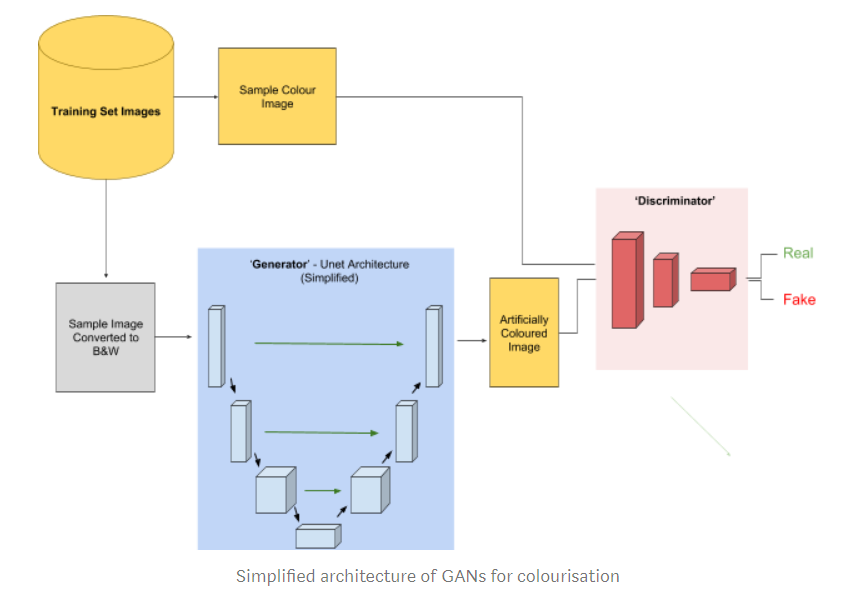 Training Set Images
Sample Colour
Image
'Discriminator'
Real
Fake
'Generator' - Unet Architecture
(Simplified)
Sample Image
Converted to
B&W
Artificially
Coloured
Image
Simplified architecture of GANs for colourisation